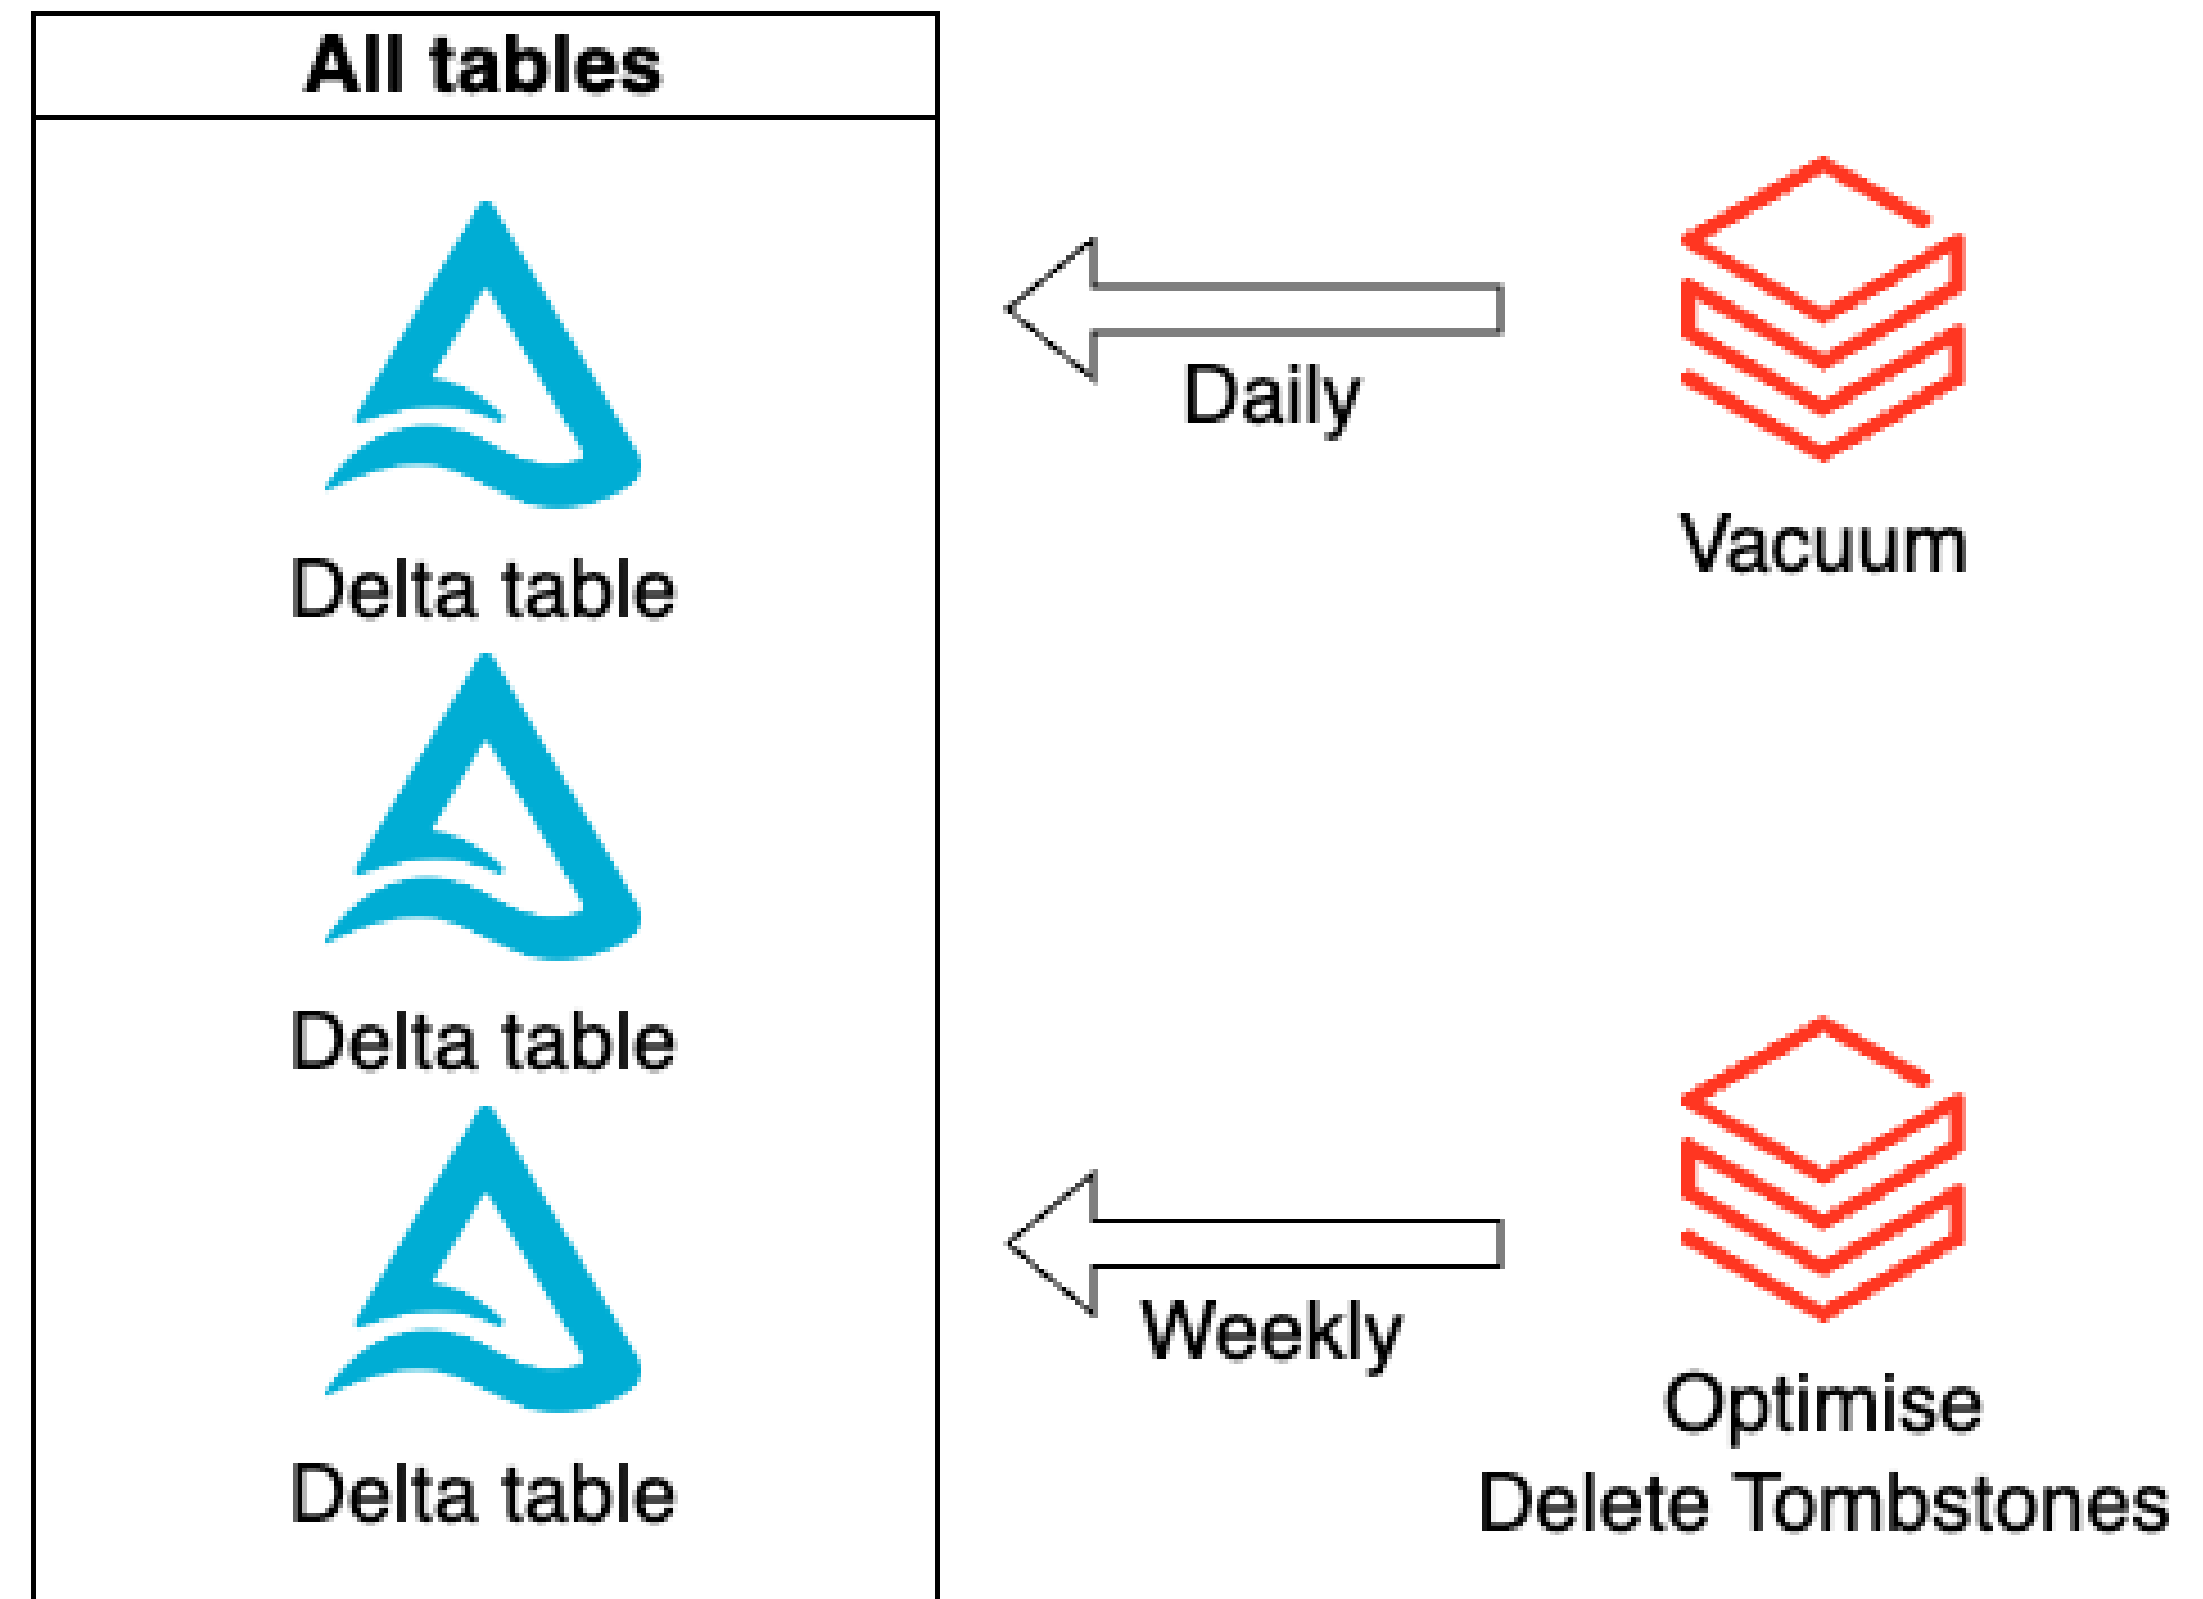 All tables
Delta table
Daily
Vacuum
Delta table
Delta table
Weekly
Optimise
Delete Tombstones